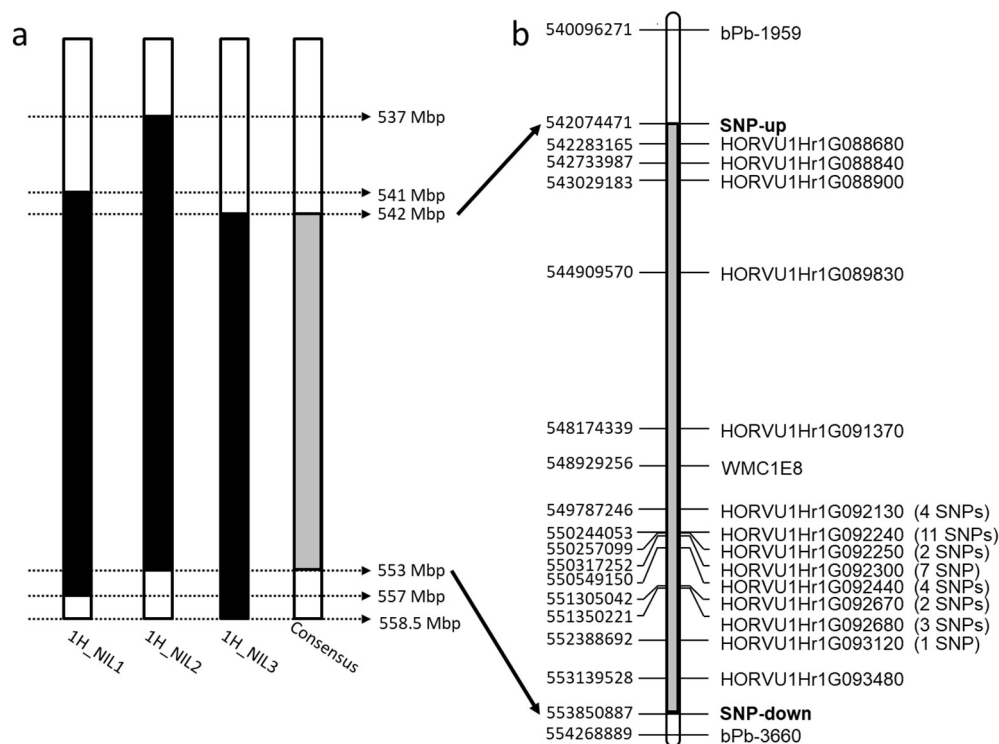 a
537 Mbp
541 Mbp
542 Mbp
553 Mbp
557 Mbp
558.5 Mbp
1H_NIL1
1H_NIL2
1H_NIL3
Consensus
b
540096271 bPb-1959
542074471 SNP-up
542283165 HORVU1Hr1G088680
542733987 HORVU1Hr1G088840
543029183 HORVU1Hr1G088900
544909570 HORVU1Hr1G089830
548174339 HORVU1Hr1G091370
548929256 WMC1E8
549787246 HORVU1Hr1G092130 (4 SNPs)
550244053 HORVU1Hr1G092240 (11 SNPs)
550257099 HORVU1Hr1G092250 (2 SNPs)
550317252 HORVU1Hr1G092300 (7 SNP)
550549150 HORVU1Hr1G092440 (4 SNPs)
551305042 HORVU1Hr1G092670 (2 SNPs)
551350221 HORVU1Hr1G092680 (3 SNPs)
552388692 HORVU1Hr1G093120 (1 SNP)
553139528 HORVU1Hr1G093480
553850887 SNP-down
554268889 bPb-3660